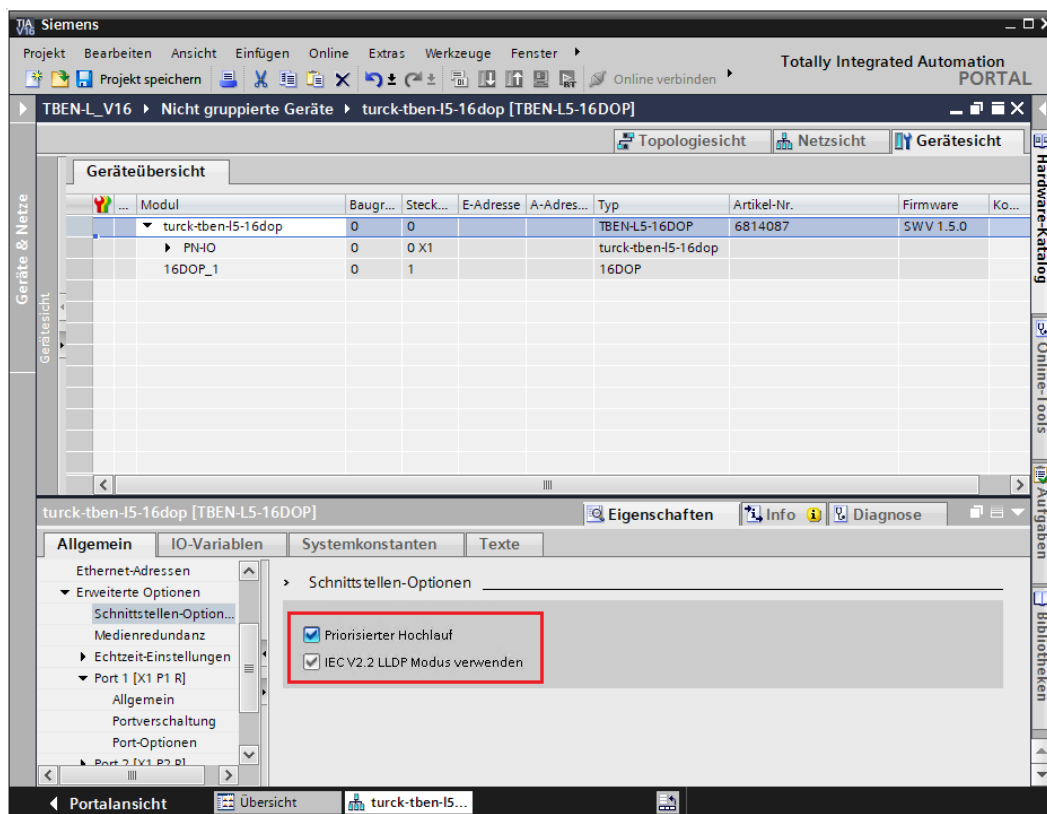 TIA V16 Siemens
Projekt Bearbeiten Ansicht Einfügen Online Extras Werkzeuge Fenster
Totally Integrated Automation
PORTAL
Projekt speichern Online verbinden
TBEN-L_V16 Nicht gruppierte Geräte turck-tben-l5-16dop [TBEN-L5-16DOP]
Topologiesicht Netzsicht Gerätesicht
Geräteübersicht
... Modul Baugr... Steck... E-Adresse A-Adres... Typ Artikel-Nr. Firmware Ko...
turck-tben-l5-16dop 0 0 TBEN-L5-16DOP 6814087 SW V 1.5.0
PN-IO 0 0 X1 turck-tben-l5-16dop
16DOP_1 0 1 16DOP
Geräte & Netze
Gerätesicht
Hardware-Katalog
Online-Tools
Aufgaben
Bibliotheken
turck-tben-l5-16dop [TBEN-L5-16DOP]
Eigenschaften Info Diagnose
Allgemein IO-Variablen Systemkonstanten Texte
Ethernet-Adressen
Erweiterte Optionen
Schnittstellen-Option...
Medienredundanz
Echtzeit-Einstellungen
Port 1 [X1 P1 R]
Allgemein
Portverschaltung
Port-Optionen
Port 2 [X1 P2 R]
Schnittstellen-Optionen
Priorisierter Hochlauf
IEC V2.2 LLDP Modus verwenden
Portalansicht Übersicht turck-tben-l5...